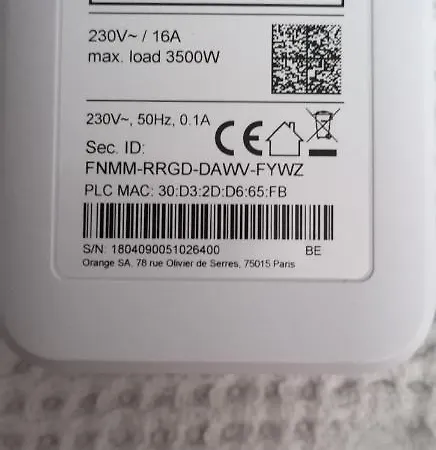 230V~ / 16A
max. load 3500W
230V~, 50Hz, 0.1A
CE
Sec. ID:
FNMM-RRGD-DAWV-FYWZ
PLC MAC: 30:D3:2D:D6:65:FB
S/N: 1804090051026400 BE
Orange SA, 78 rue Olivier de Serres, 75015 Paris